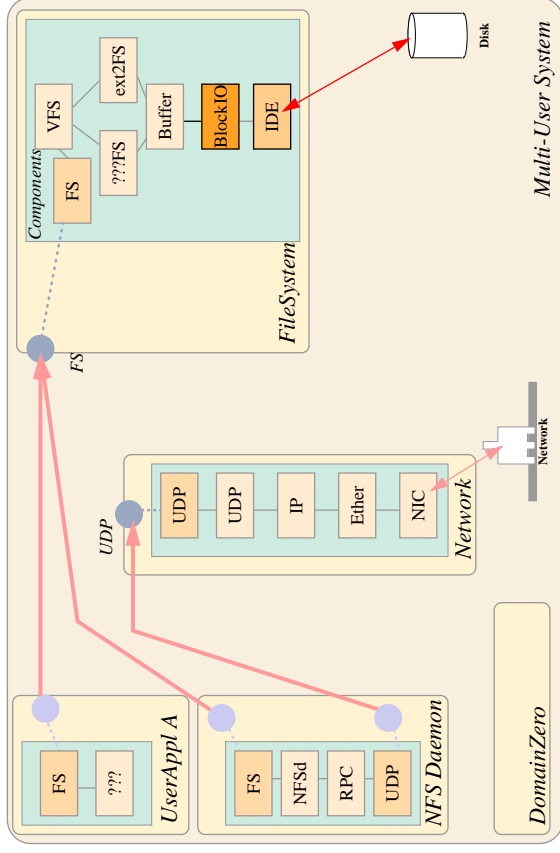 Multi-User System
UserAppl A
FS
???
NFS Daemon
FS
NFSd
RPC
UDP
DomainZero
UDP
Network
UDP
UDP
IP
Ether
NIC
Network
FS
FileSystem
Components
FS
VFS
???FS
ext2FS
Buffer
BlockIO
IDE
Disk